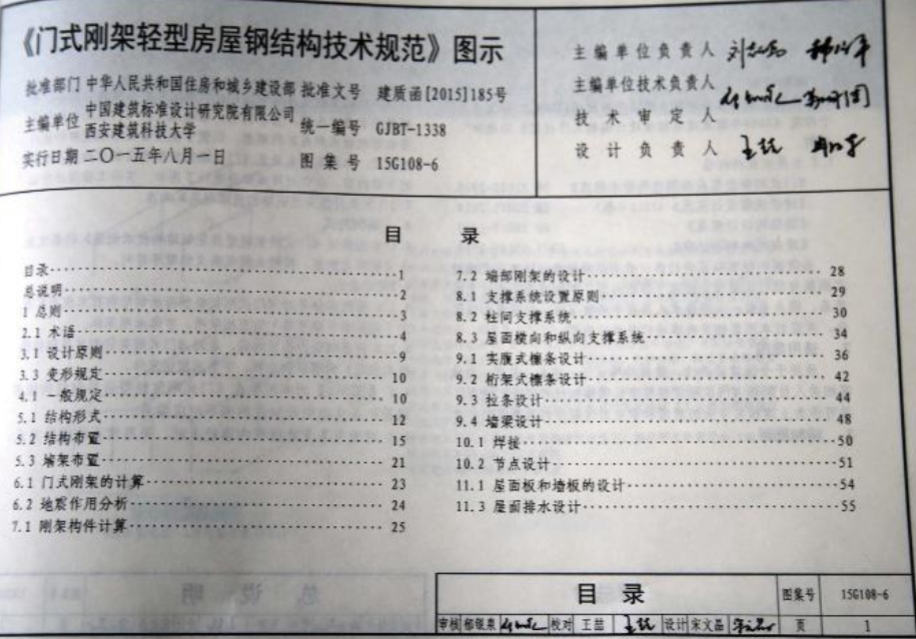 《门式刚架轻型房屋钢结构技术规范》图示
批准部门 中华人民共和国住房和城乡建设部 批准文号 建质函[2015]185号
主编单位 中国建筑标准设计研究院有限公司
西安建筑科技大学
统一编号 GJBT-1338
实行日期 二〇一五年八月一日 图集号 15G108-6
主编单位负责人
主编单位技术负责人
技术审定人
设计负责人
目录
目录 1
总说明 2
1 总则 3
2.1 术语 4
3.1 设计原则 9
3.3 变形规定 10
4.1 一般规定 10
5.1 结构形式 12
5.2 结构布置 15
5.3 墙架布置 21
6.1 门式刚架的计算 23
6.2 地震作用分析 24
7.1 刚架构件计算 25
7.2 端部刚架的设计 28
8.1 支撑系统设置原则 29
8.2 柱间支撑系统 30
8.3 屋面横向和纵向支撑系统 34
9.1 实腹式檩条设计 36
9.2 桁架式檩条设计 42
9.3 拉条设计 44
9.4 墙梁设计 48
10.1 焊接 50
10.2 节点设计 51
11.1 屋面板和墙板的设计 54
11.3 屋面排水设计 55
总说明
目录 图集号 15G108-6
审核 郁银泉 校对 王喆 设计 宋文晶 页 1